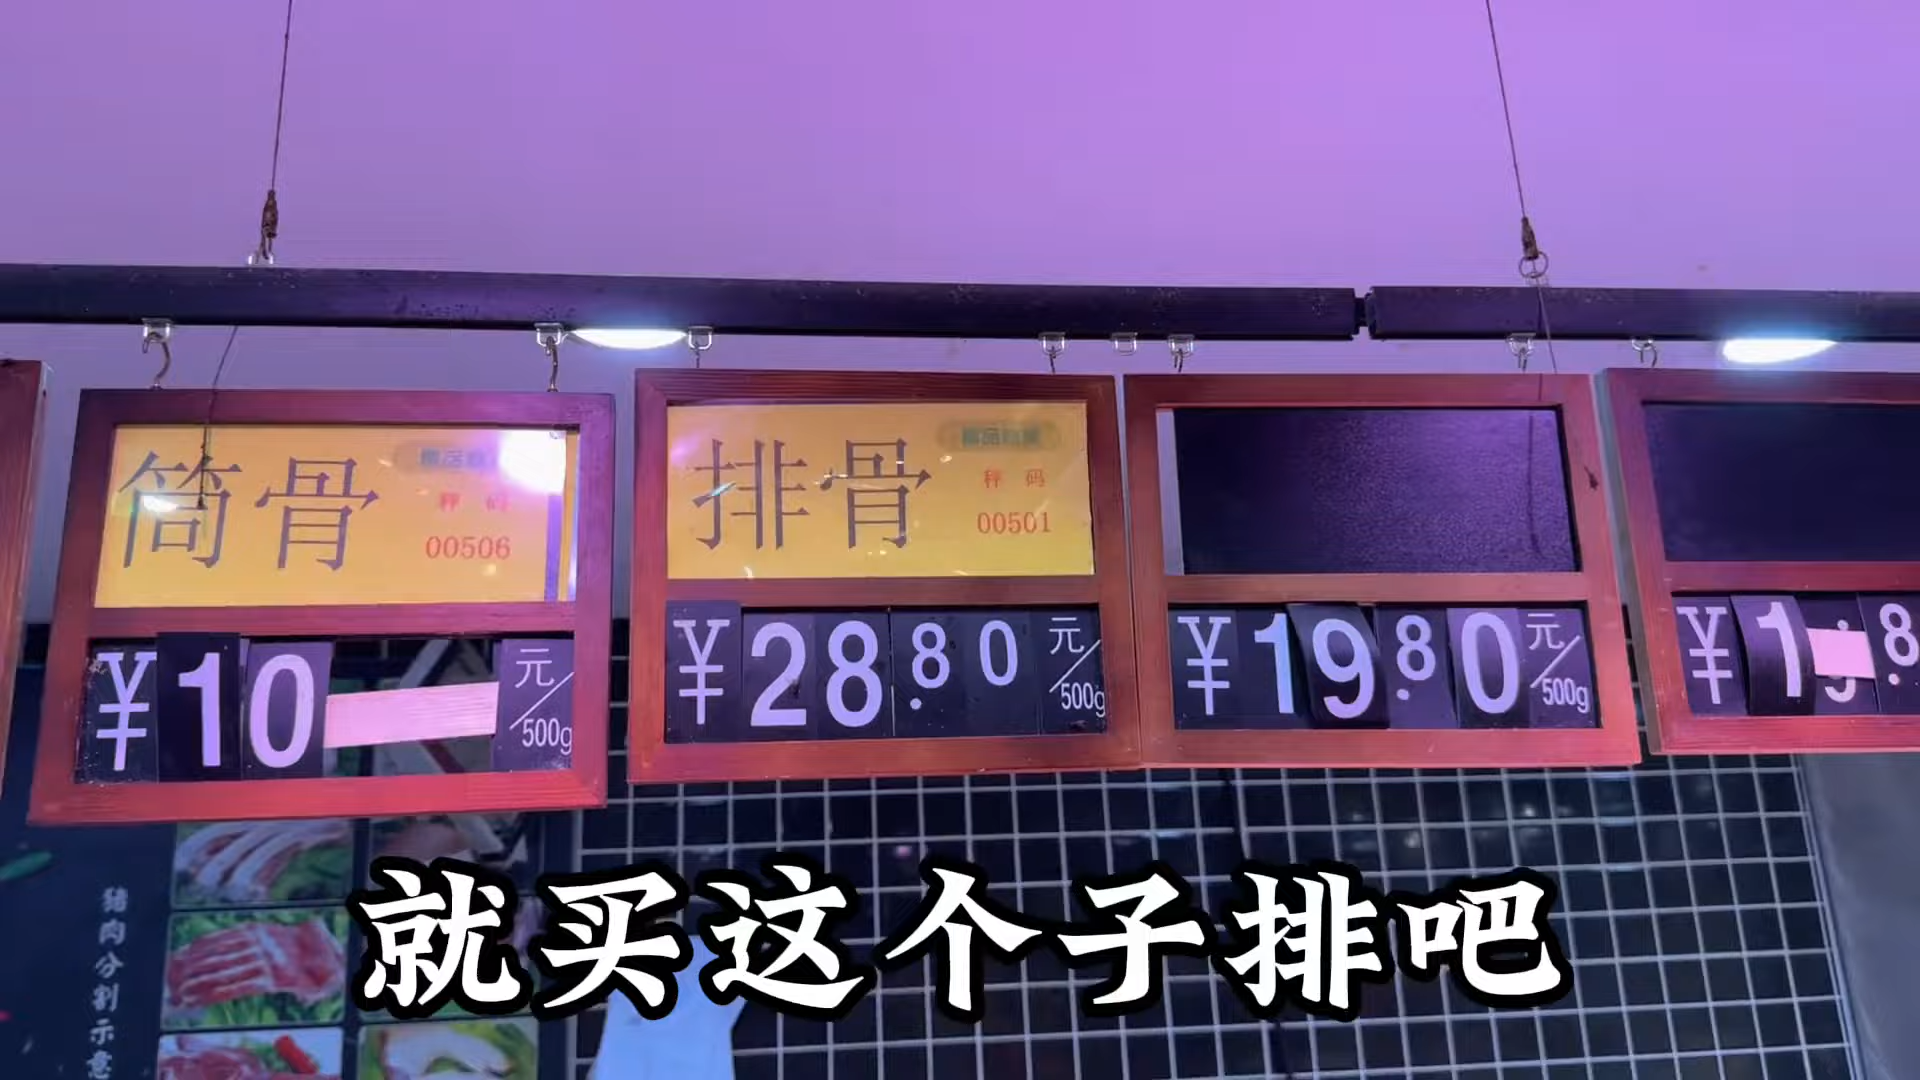 筒骨
秤 码
00506
¥10
元/500g
排骨
秤 码
00501
¥28.80
元/500g
¥19.80
元/500g
¥1
8.
猪肉分割示意
就买这个子排吧